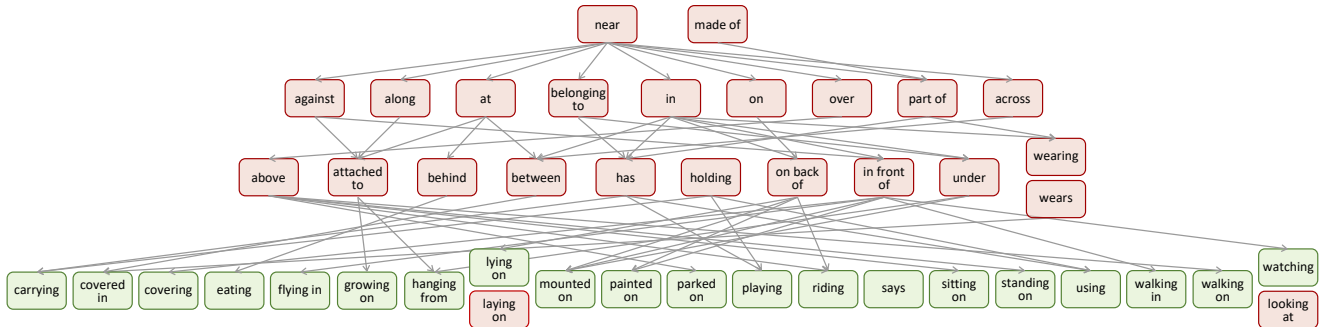 near
made of
against
along
at
belonging
to
in
on
over
part of
across
wearing
above
attached
to
behind
between
has
holding
on back
of
in front
of
under
wears
carrying
covered
in
covering
eating
flying in
growing
on
hanging
from
lying
on
laying
on
mounted
on
painted
on
parked
on
playing
riding
says
sitting
on
standing
on
using
walking
in
walking
on
watching
looking
at